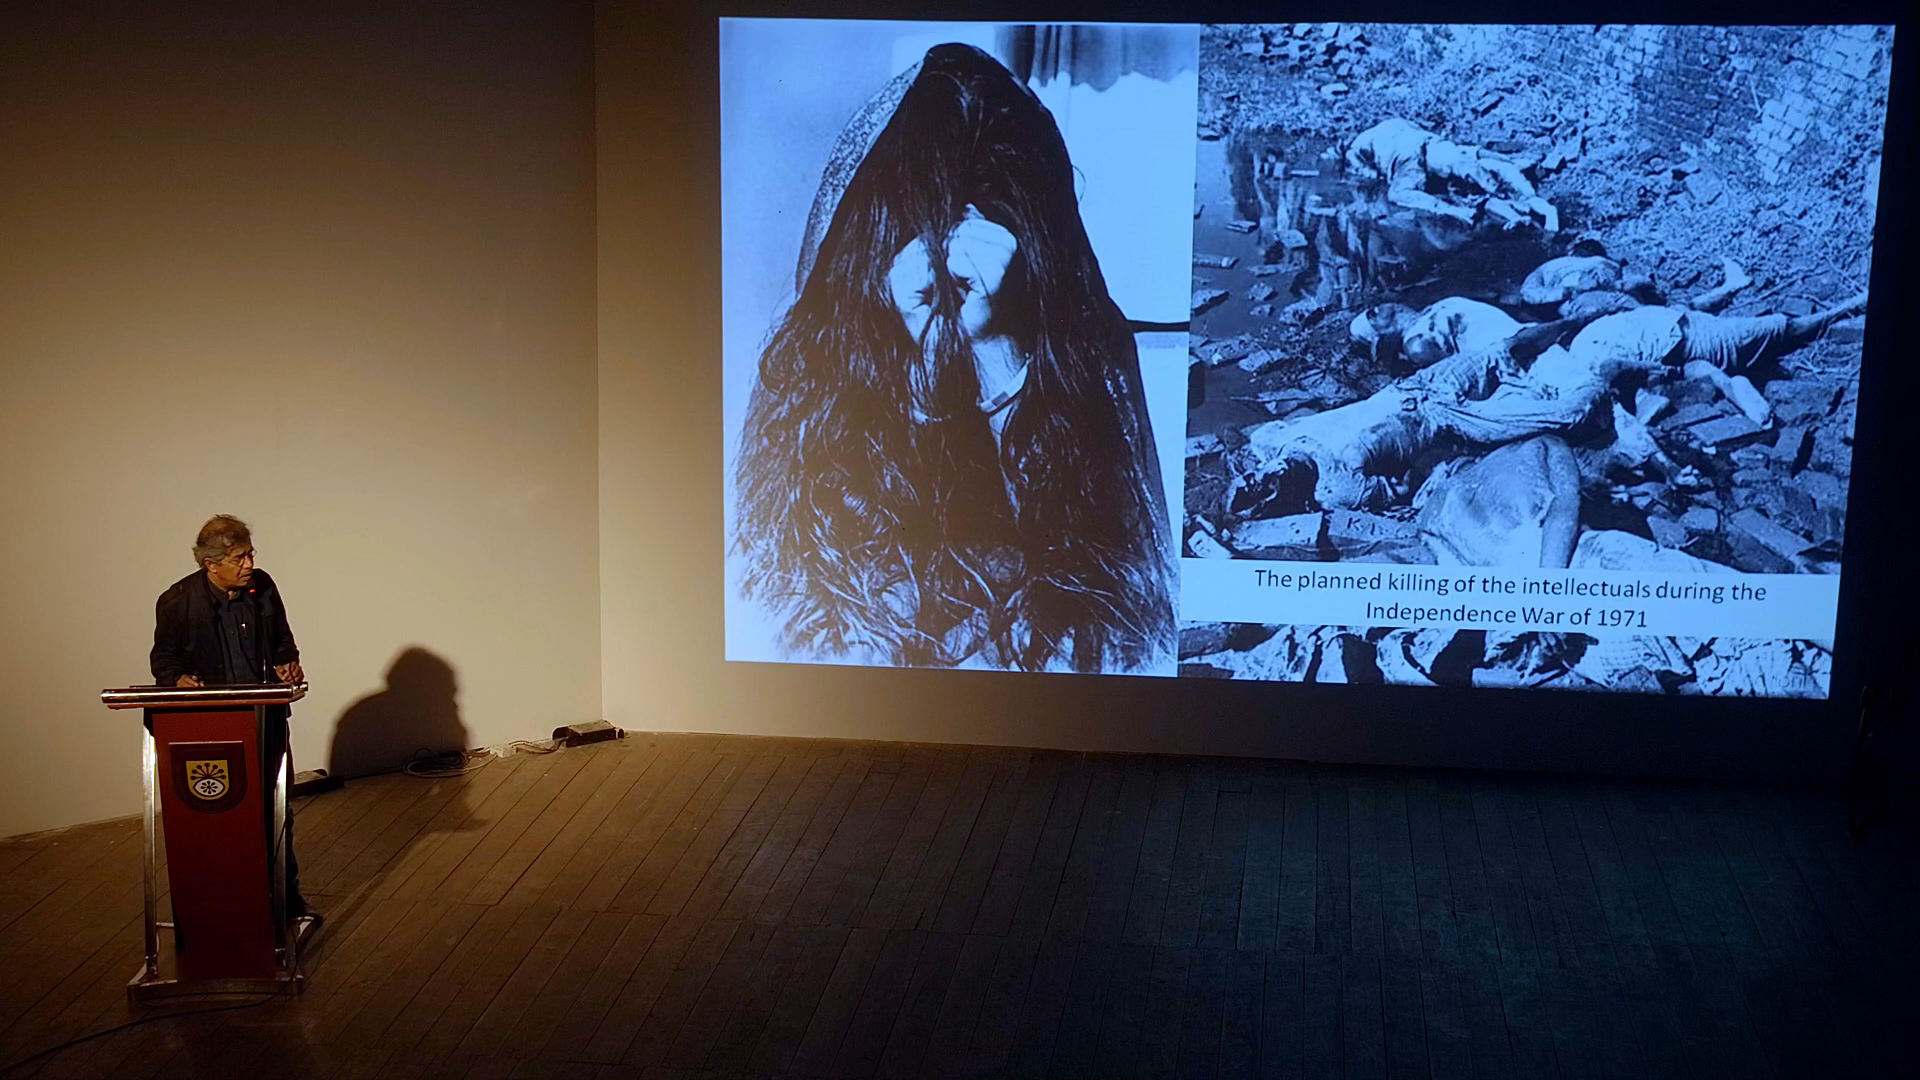 The planned killing of the intellectuals during the
Independence War of 1971